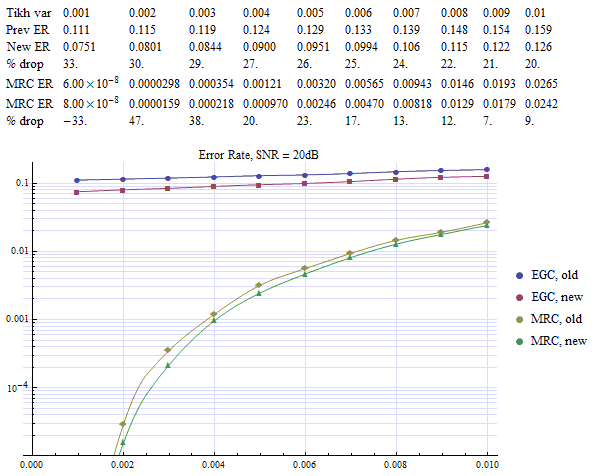 Tikh var 0.001 0.002 0.003 0.004 0.005 0.006 0.007 0.008 0.009 0.01
Prev ER 0.111 0.115 0.119 0.124 0.129 0.133 0.139 0.148 0.154 0.159
New ER 0.0751 0.0801 0.0844 0.0900 0.0951 0.0994 0.106 0.115 0.122 0.126
% drop 33. 30. 29. 27. 26. 25. 24. 22. 21. 20.
MRC ER 6.00×10⁻⁸ 0.0000298 0.000354 0.00121 0.00320 0.00565 0.00943 0.0146 0.0193 0.0265
MRC ER 8.00×10⁻⁸ 0.0000159 0.000218 0.000970 0.00246 0.00470 0.00818 0.0129 0.0179 0.0242
% drop −33. 47. 38. 20. 23. 17. 13. 12. 7. 9.
Error Rate, SNR = 20dB
0.1
0.01
0.001
10⁻⁴
0.000 0.002 0.004 0.006 0.008 0.010
EGC, old
EGC, new
MRC, old
MRC, new